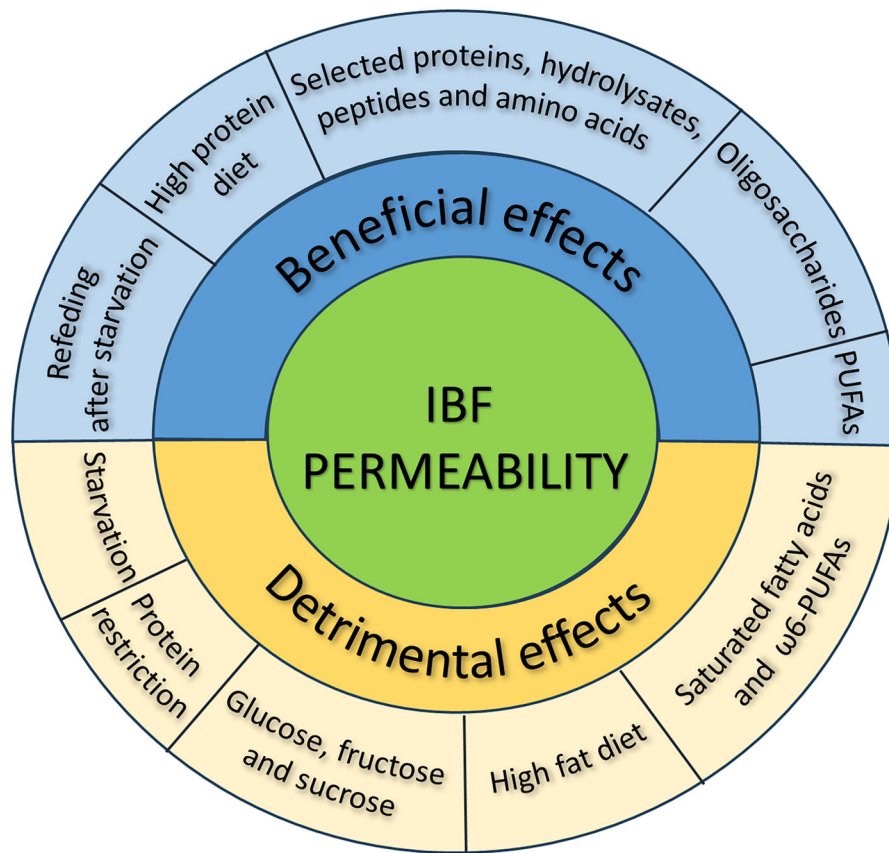 Selected proteins, hydrolysates,
peptides and amino acids
High protein
diet
Oligosaccharides
Refeding
after starvation
PUFAs
Beneficial effects
IBF
PERMEABILITY
Detrimental effects
Starvation
Protein
restriction
Glucose, fructose
and sucrose
High fat diet
Saturated fatty acids
and ω6-PUFAs